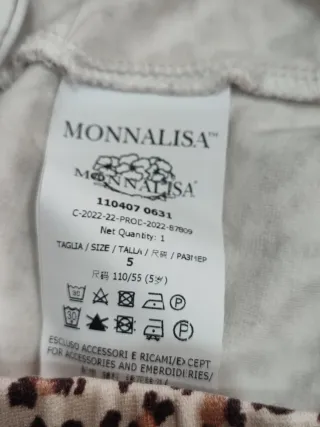 MONNALISA™
MONNALISA®
110407 0631
C-2022-22-PROD-2022-87809
Net Quantity: 1
TAGLIA / SIZE / TALLA / 尺码 / РАЗМЕР
5
尺码 110/55 (5岁)
30
ESCLUSO ACCESSORI E RICAMI/EXCEPT
FOR ACCESSORIES AND EMBROIDERIES/